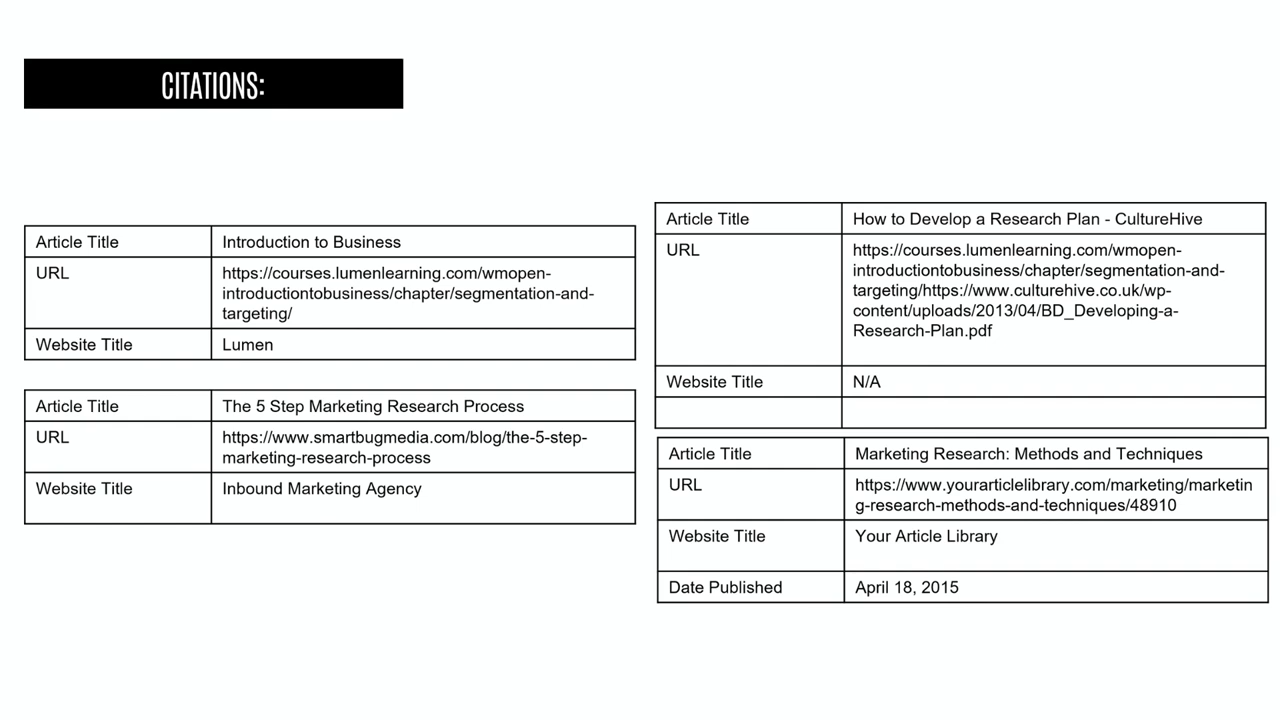 CITATIONS:
Article Title Introduction to Business
URL https://courses.lumenlearning.com/wmopen-
introductiontobusiness/chapter/segmentation-and-
targeting/
Website Title Lumen
Article Title The 5 Step Marketing Research Process
URL https://www.smartbugmedia.com/blog/the-5-step-
marketing-research-process
Website Title Inbound Marketing Agency
Article Title How to Develop a Research Plan - CultureHive
URL https://courses.lumenlearning.com/wmopen-
introductiontobusiness/chapter/segmentation-and-
targeting/https://www.culturehive.co.uk/wp-
content/uploads/2013/04/BD_Developing-a-
Research-Plan.pdf
Website Title N/A
Article Title Marketing Research: Methods and Techniques
URL https://www.yourarticlelibrary.com/marketing/marketin
g-research-methods-and-techniques/48910
Website Title Your Article Library
Date Published April 18, 2015